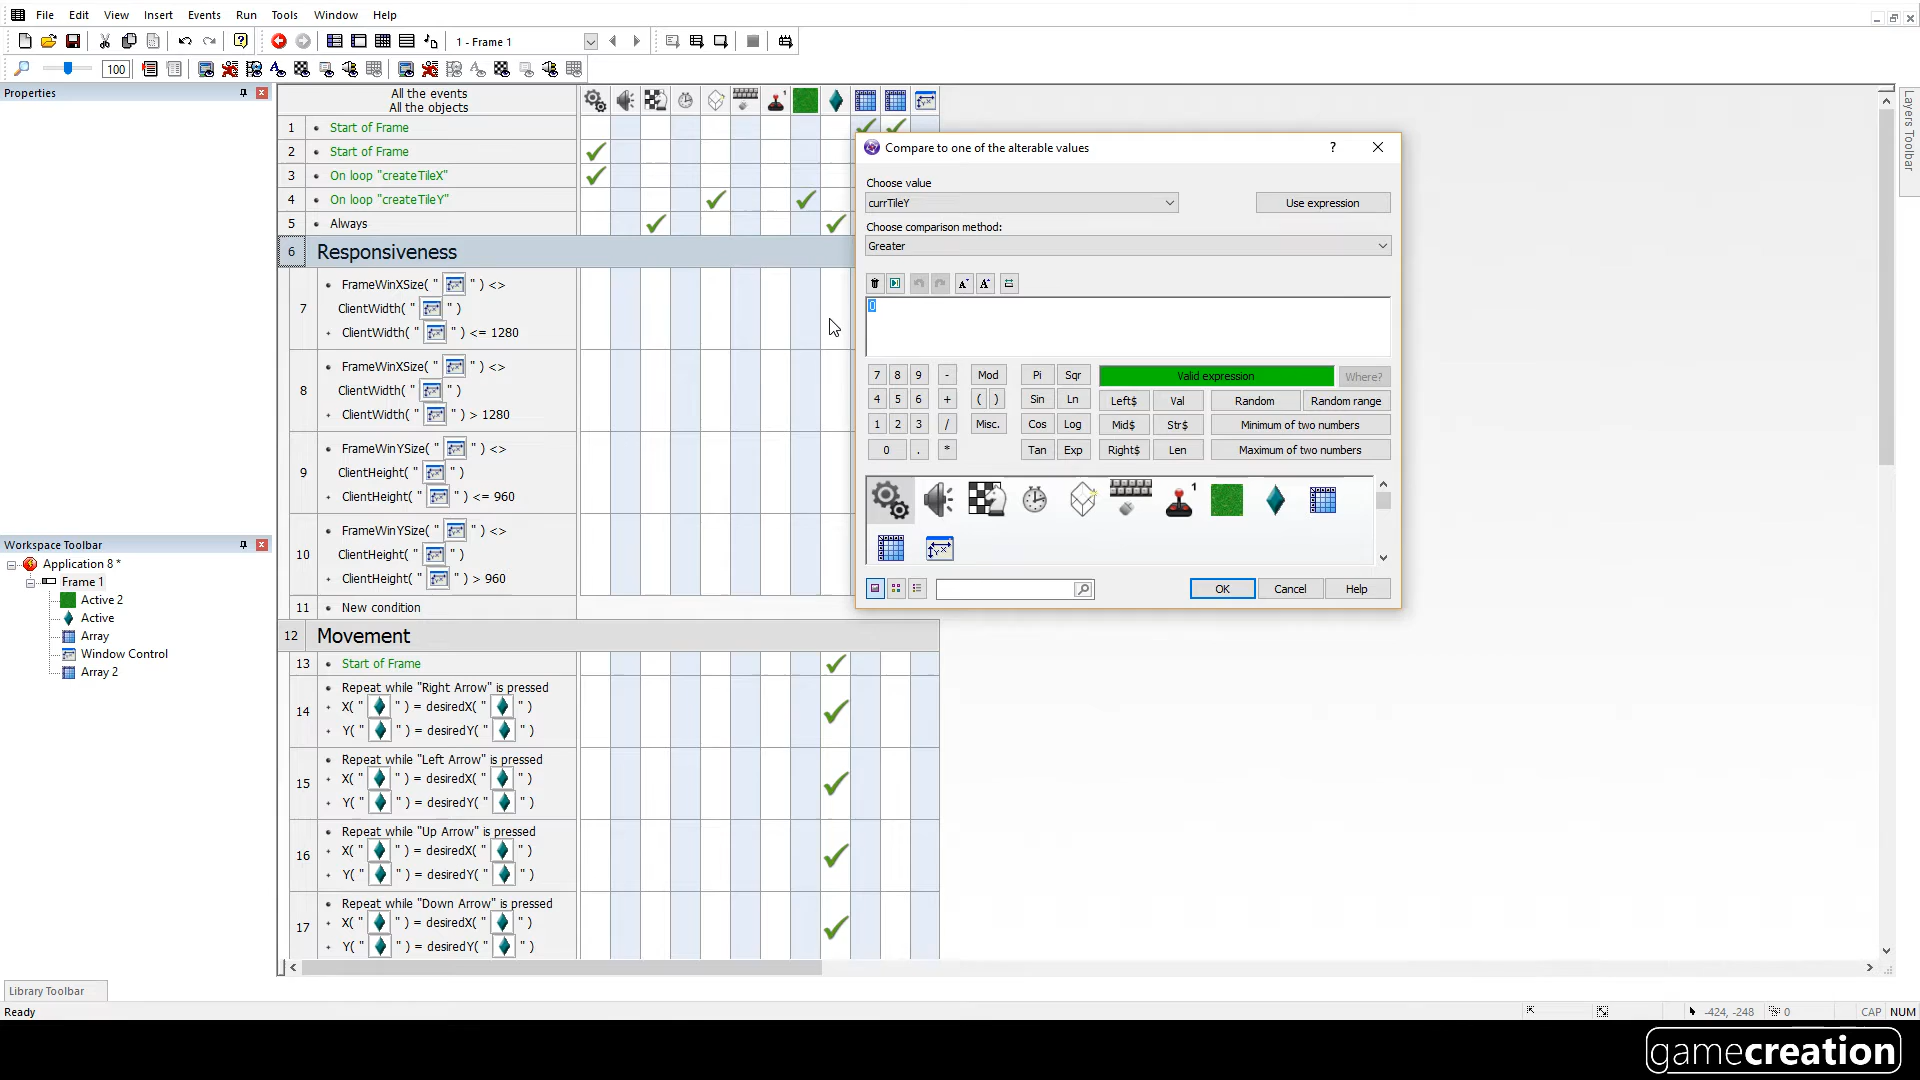 File Edit View Insert Events Run Tools Window Help
1 - Frame 1
100
Properties
All the events
All the objects
1 Start of Frame
2 Start of Frame
3 On loop "createTileX"
4 On loop "createTileY"
5 Always
6 Responsiveness
7 FrameWinXSize( " " ) <>
ClientWidth( " " )
+ ClientWidth( " " ) <= 1280
8 FrameWinXSize( " " ) <>
ClientWidth( " " )
+ ClientWidth( " " ) > 1280
9 FrameWinYSize( " " ) <>
ClientHeight( " " )
+ ClientHeight( " " ) <= 960
10 FrameWinYSize( " " ) <>
ClientHeight( " " )
+ ClientHeight( " " ) > 960
11 New condition
12 Movement
13 Start of Frame
14 Repeat while "Right Arrow" is pressed
+ X( " " ) = desiredX( " " )
+ Y( " " ) = desiredY( " " )
15 Repeat while "Left Arrow" is pressed
+ X( " " ) = desiredX( " " )
+ Y( " " ) = desiredY( " " )
16 Repeat while "Up Arrow" is pressed
+ X( " " ) = desiredX( " " )
+ Y( " " ) = desiredY( " " )
17 Repeat while "Down Arrow" is pressed
+ X( " " ) = desiredX( " " )
+ Y( " " ) = desiredY( " " )
Compare to one of the alterable values
?
Choose value
currTileY
Use expression
Choose comparison method:
Greater
0
7 8 9 - Mod Pi Sqr Valid expression Where?
4 5 6 + ( ) Sin Ln Left$ Val Random Random range
1 2 3 / Misc. Cos Log Mid$ Str$ Minimum of two numbers
0 . * Tan Exp Right$ Len Maximum of two numbers
1
OK Cancel Help
Workspace Toolbar
Application 8 *
Frame 1
Active 2
Active
Array
Window Control
Array 2
Layers Toolbar
Library Toolbar
Ready
-424, -248
0
CAP NUM
gamecreation